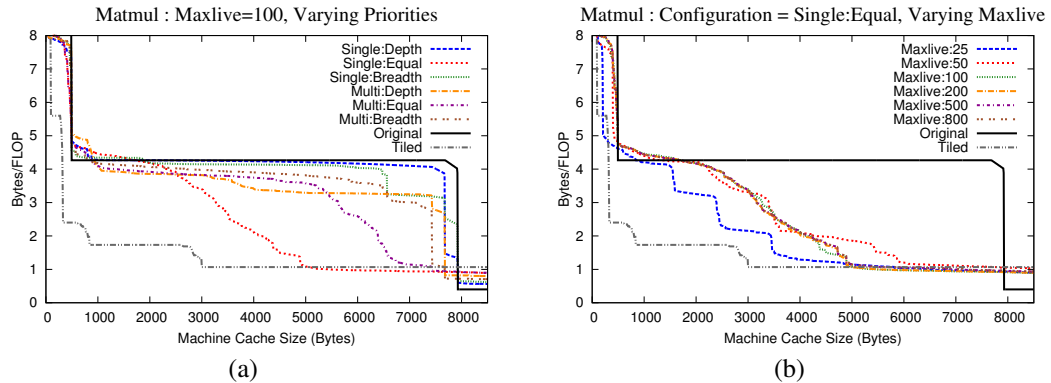 Matmul : Maxlive=100, Varying Priorities
8
7
6
5
4
3
2
1
0
Bytes/FLOP
Single:Depth
Single:Equal
Single:Breadth
Multi:Depth
Multi:Equal
Multi:Breadth
Original
Tiled
0 1000 2000 3000 4000 5000 6000 7000 8000
Machine Cache Size (Bytes)
(a)
Matmul : Configuration = Single:Equal, Varying Maxlive
8
7
6
5
4
3
2
1
0
Bytes/FLOP
Maxlive:25
Maxlive:50
Maxlive:100
Maxlive:200
Maxlive:500
Maxlive:800
Original
Tiled
0 1000 2000 3000 4000 5000 6000 7000 8000
Machine Cache Size (Bytes)
(b)